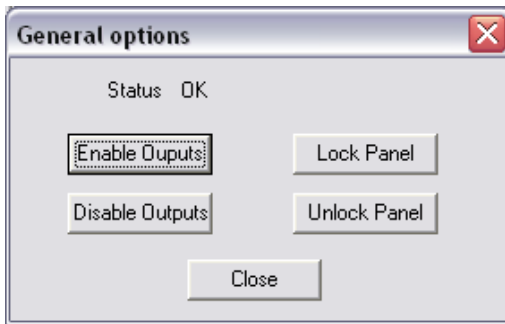 General options
Status OK
Enable Ouputs Lock Panel
Disable Outputs Unlock Panel
Close